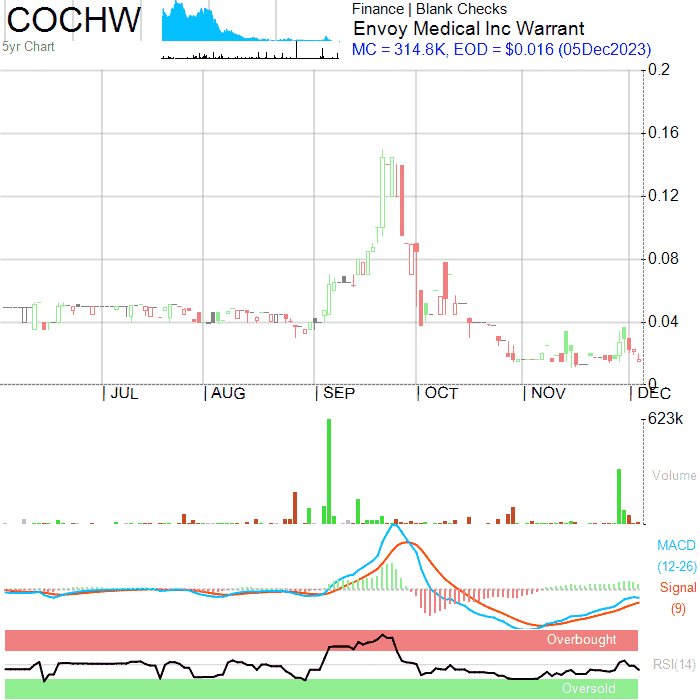 COCHW
5yr Chart
Finance | Blank Checks
Envoy Medical Inc Warrant
MC = 314.8K, EOD = $0.016 (05Dec2023)
0.2
0.16
0.12
0.08
0.04
0
| JUL | AUG | SEP | OCT | NOV | DEC
623k
Volume
MACD
(12-26)
Signal
(9)
Overbought
RSI(14)
Oversold